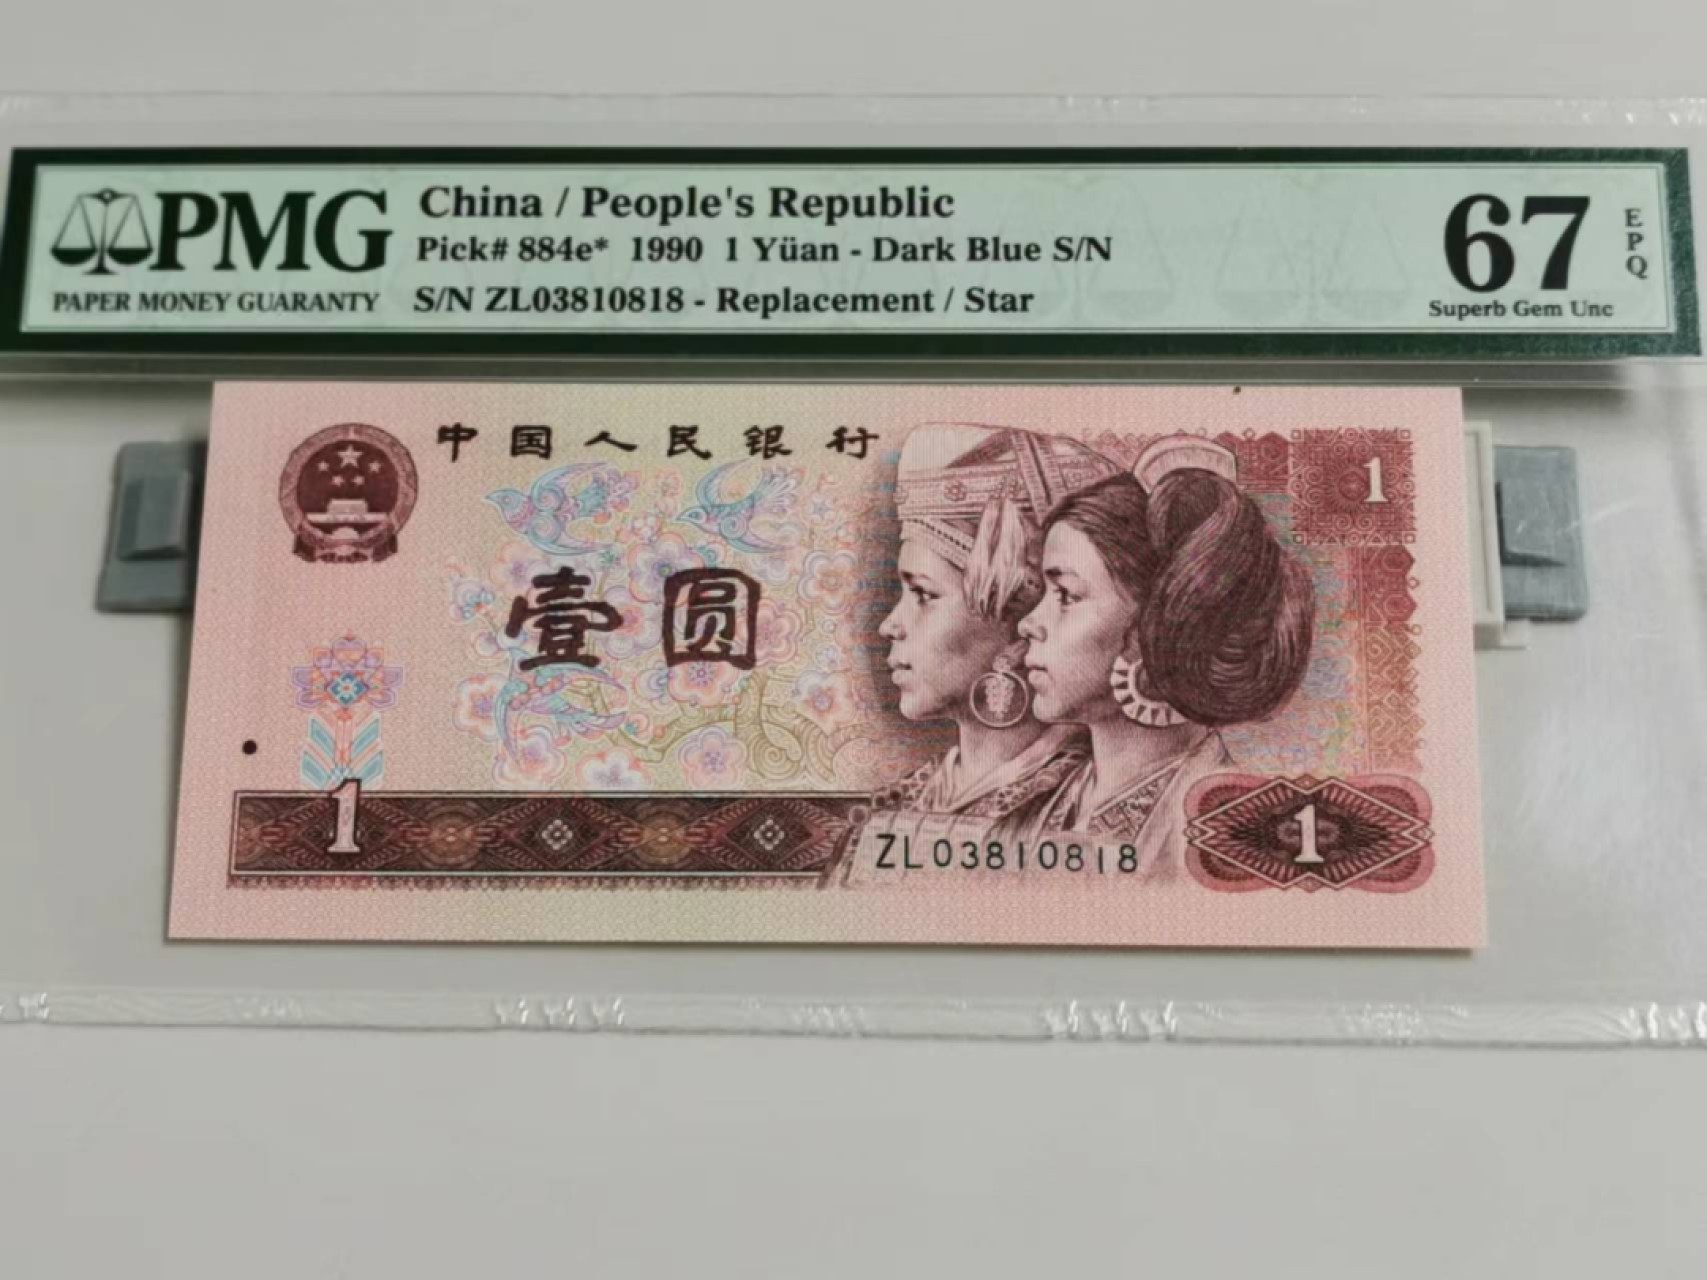 PMG
PAPER MONEY GUARANTY
China / People's Republic
Pick# 884e* 1990 1 Yüan - Dark Blue S/N
S/N ZL03810818 - Replacement / Star
67
EPQ
Superb Gem Unc
中国人民银行
1
壹圆
1
ZL03810818
1